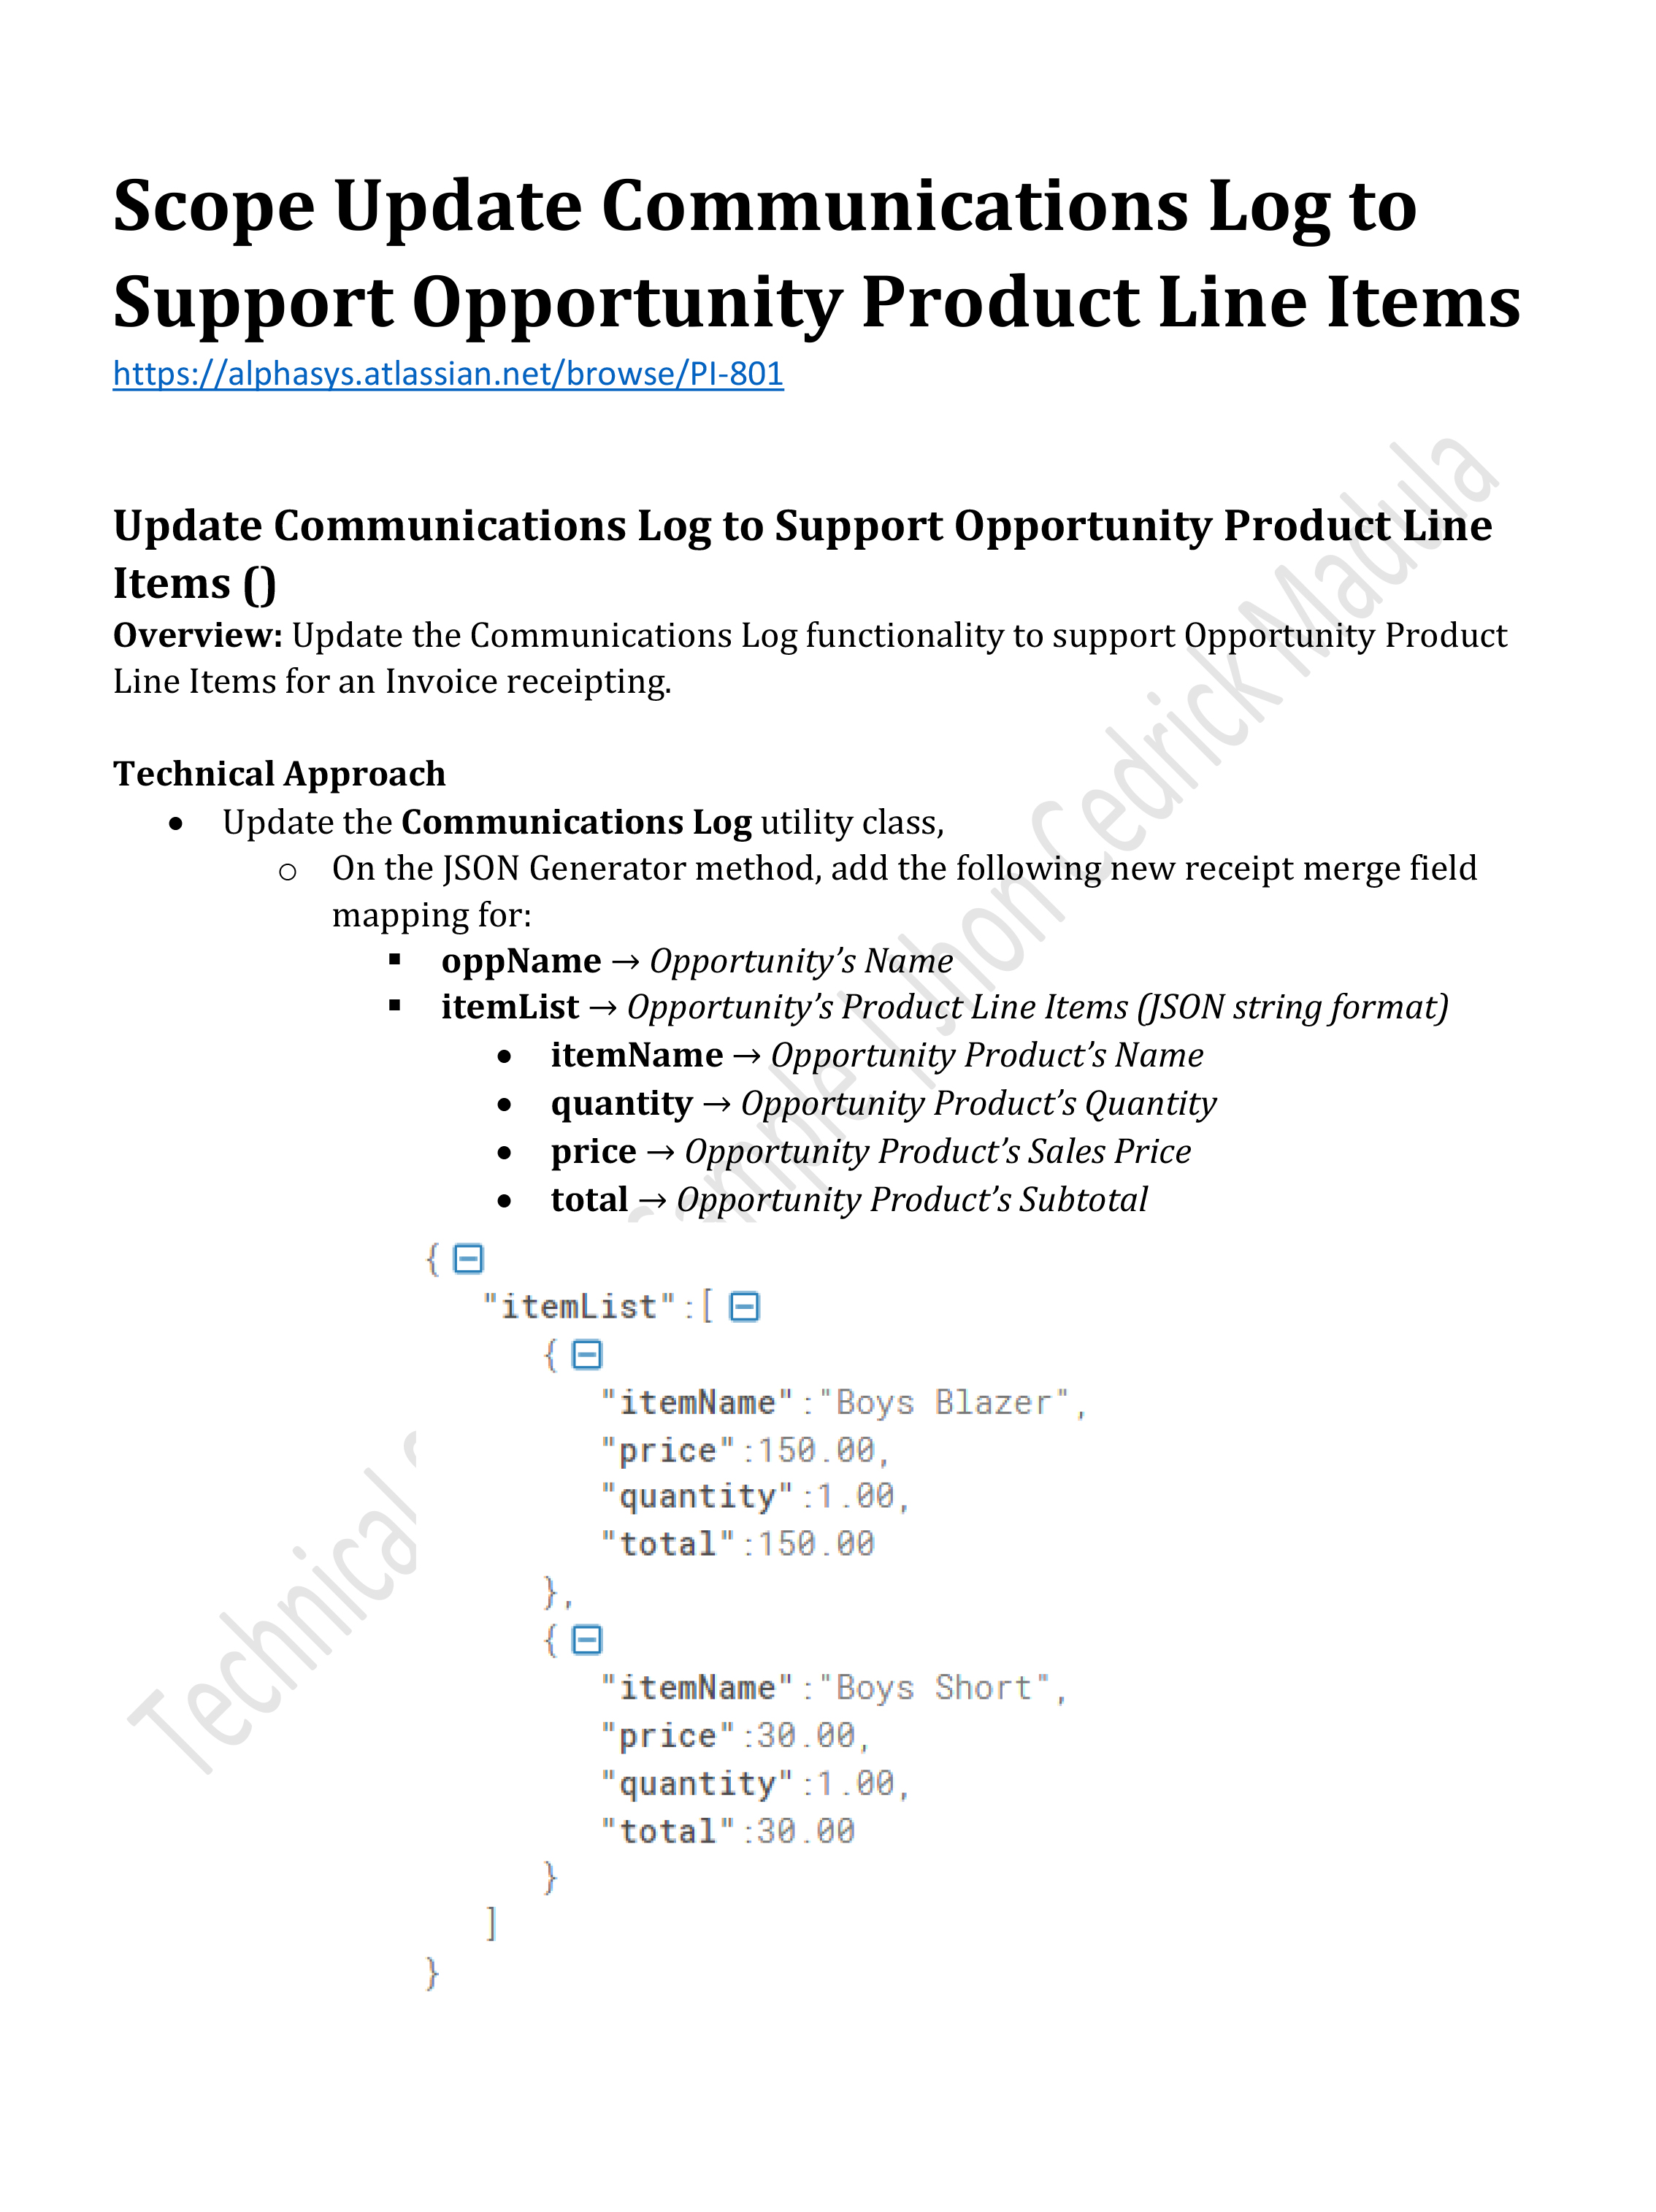 Scope Update Communications Log to
Support Opportunity Product Line Items
https://alphasys.atlassian.net/browse/PI-801
Update Communications Log to Support Opportunity Product Line
Items ()
Overview: Update the Communications Log functionality to support Opportunity Product
Line Items for an Invoice receipting.
Technical Approach
• Update the Communications Log utility class,
o On the JSON Generator method, add the following new receipt merge field
mapping for:
▪ oppName → Opportunity’s Name
▪ itemList → Opportunity’s Product Line Items (JSON string format)
• itemName → Opportunity Product’s Name
• quantity → Opportunity Product’s Quantity
• price → Opportunity Product’s Sales Price
• total → Opportunity Product’s Subtotal
{
"itemList":[
{
"itemName":"Boys Blazer",
"price":150.00,
"quantity":1.00,
"total":150.00
},
{
"itemName":"Boys Short",
"price":30.00,
"quantity":1.00,
"total":30.00
}
]
}
Technical Sample | Jhon Cedrick Madula